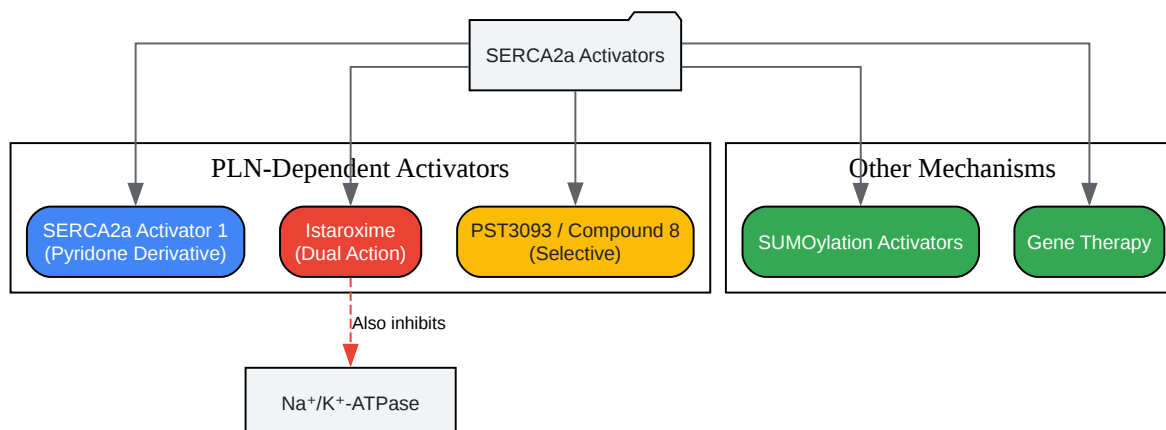 SERCA2a Activators
PLN-Dependent Activators
Other Mechanisms
SERCA2a Activator 1
(Pyridone Derivative)
Istaroxime
(Dual Action)
PST3093 / Compound 8
(Selective)
SUMOylation Activators
Gene Therapy
Also inhibits
Na⁺/K⁺-ATPase